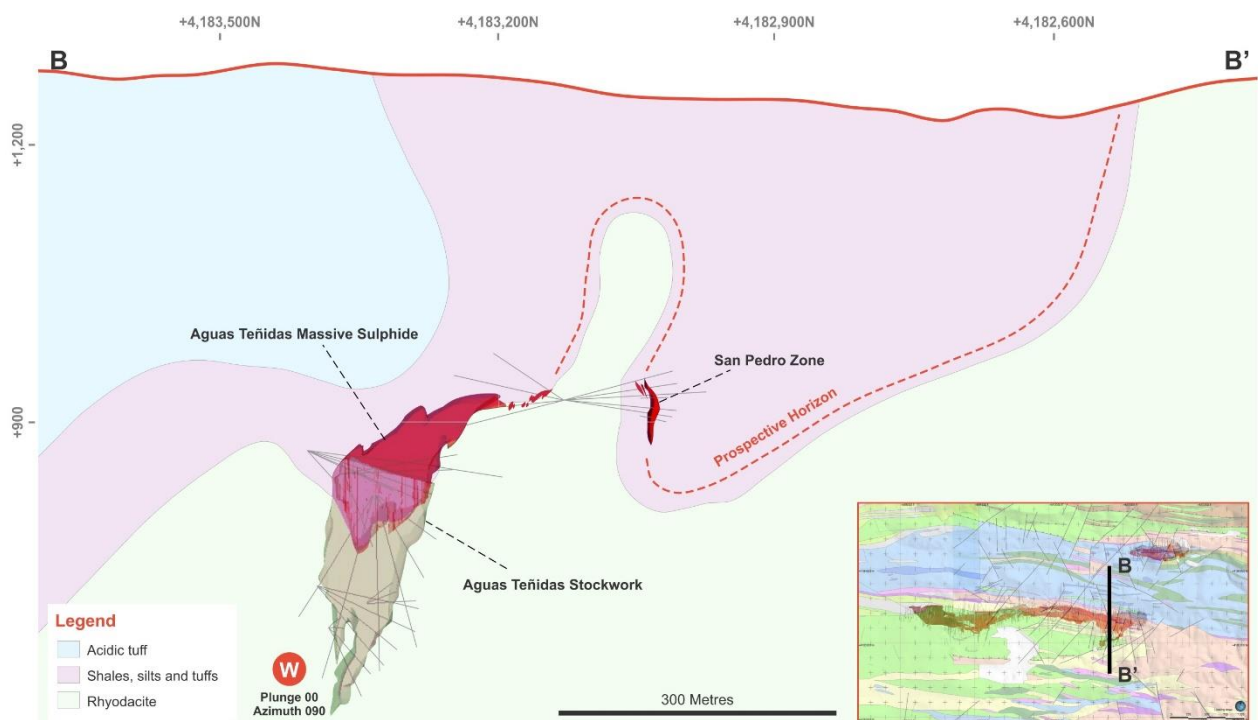 +4,183,500N
+4,183,200N
+4,182,900N
+4,182,600N
B
B’
+1,200
Aguas Teñidas Massive Sulphide
San Pedro Zone
+900
Prospective Horizon
Aguas Teñidas Stockwork
Legend
Acidic tuff
Shales, silts and tuffs
Rhyodacite
W
Plunge 00
Azimuth 090
300 Metres
B
B’